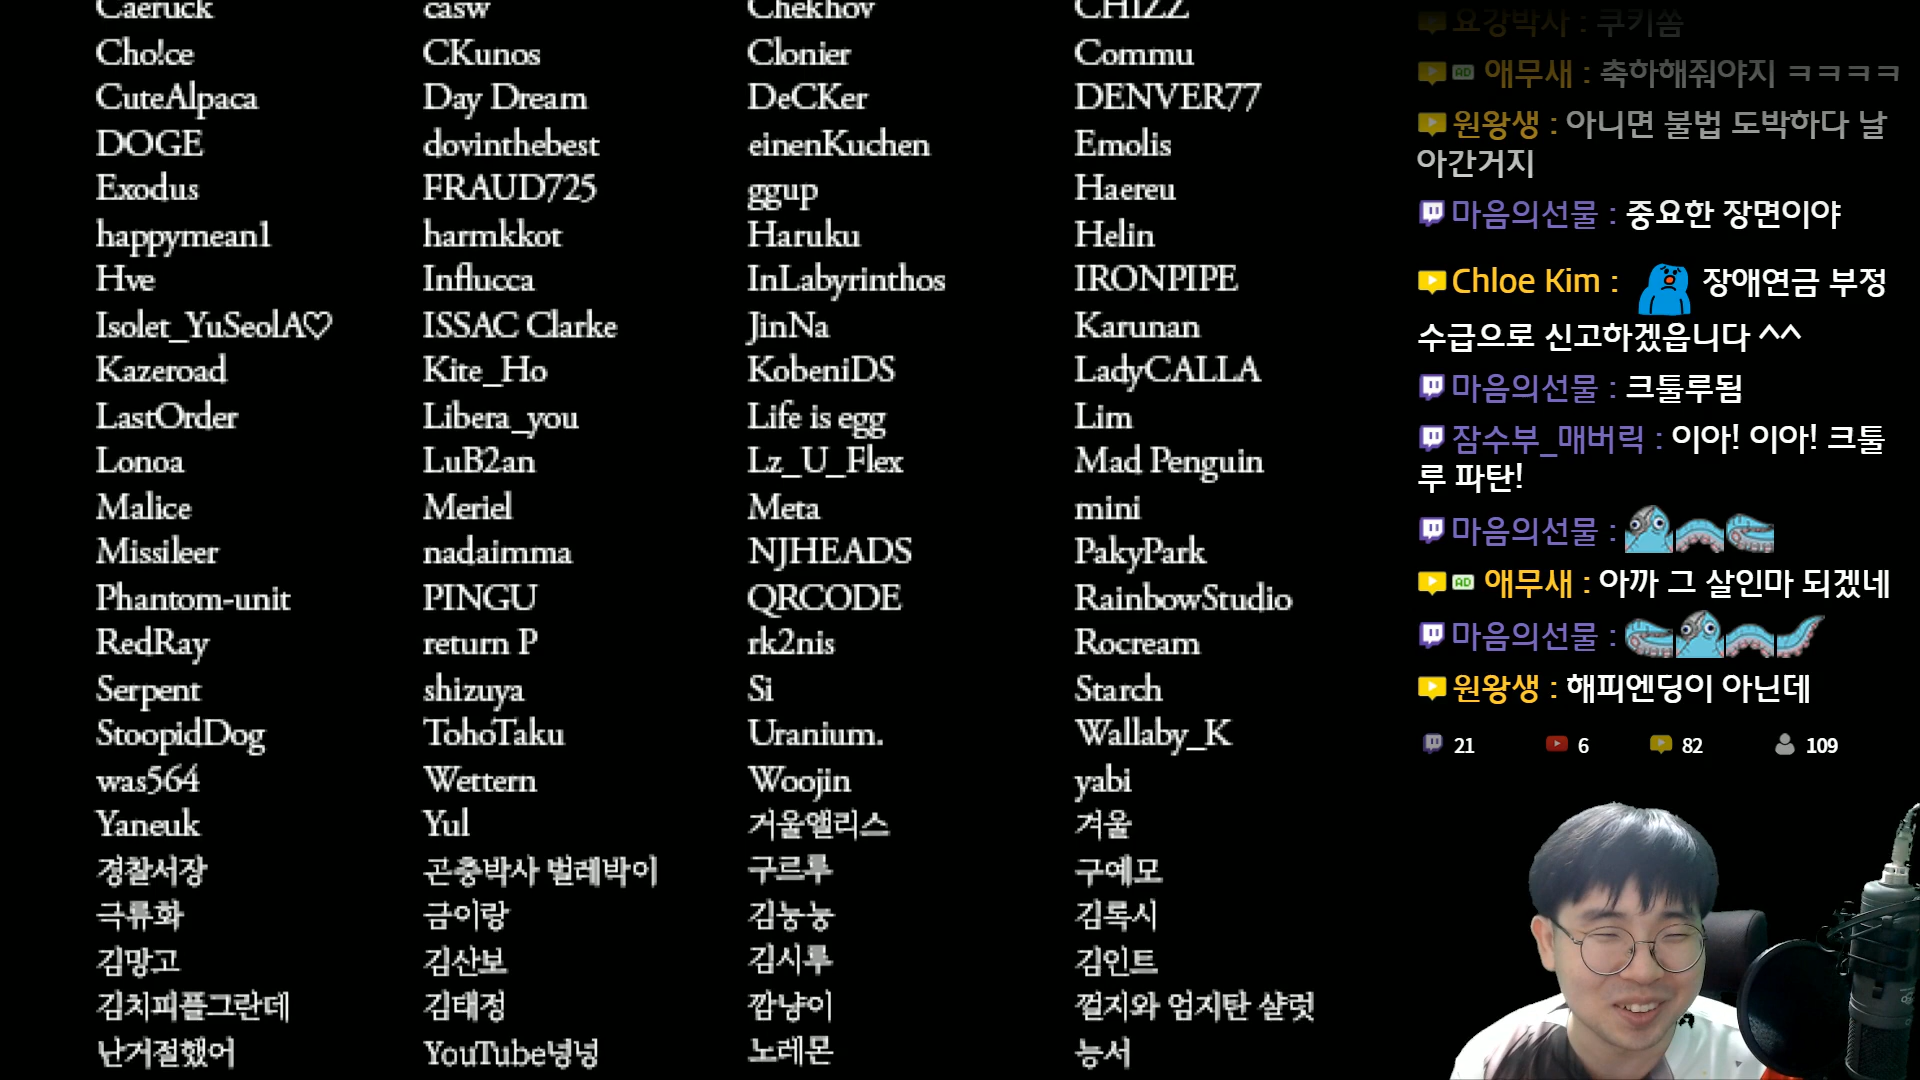 Caeruck casw Chekhov CHIZZ
Cho!ce CKunos Clonier Commu
CuteAlpaca Day Dream DeCKer DENVER77
DOGE dovinthebest einenKuchen Emolis
Exodus FRAUD725 ggup Haereu
happymean1 harmkkot Haruku Helin
Hve Influcca InLabyrinthos IRONPIPE
Isolet_YuSeolA♡ ISSAC Clarke JinNa Karunan
Kazeroad Kite_Ho KobeniDS LadyCALLA
LastOrder Libera_you Life is egg Lim
Lonoa LuB2an Lz_U_Flex Mad Penguin
Malice Meriel Meta mini
Missileer nadaimma NJHEADS PakyPark
Phantom-unit PINGU QRCODE RainbowStudio
RedRay return P rk2nis Rocream
Serpent shizuya Si Starch
StoopidDog TohoTaku Uranium. Wallaby_K
was564 Wettern Woojin yabi
Yaneuk Yul 거울앨리스 겨울
경찰서장 곤충박사 벌레박이 구르루 구예모
극류화 금이랑 김눙눙 김록시
김망고 김산보 김시루 김인트
김치피플그란데 김태정 깜냥이 껄지와 엄지탄 샬럿
난거절했어 YouTube녕녕 노레몬 능서
요강박사 : 쿠키쏨
AD 애무새 : 축하해줘야지 ㅋㅋㅋㅋ
원왕생 : 아니면 불법 도박하다 날
아간거지
마음의선물 : 중요한 장면이야
Chloe Kim : 장애연금 부정
수급으로 신고하겠읍니다 ^^
마음의선물 : 크툴루됨
잠수부_매버릭 : 이아! 이아! 크툴
루 파탄!
마음의선물 :
AD 애무새 : 아까 그 살인마 되겠네
마음의선물 :
원왕생 : 해피엔딩이 아닌데
21 6 82 109